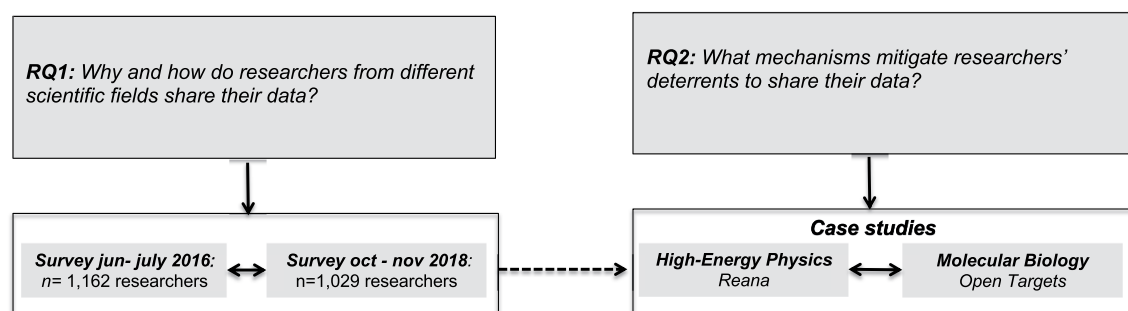 RQ1: Why and how do researchers from different
scientific fields share their data?
RQ2: What mechanisms mitigate researchers'
deterrents to share their data?
Survey jun- july 2016:
n= 1,162 researchers
Survey oct - nov 2018:
n=1,029 researchers
Case studies
High-Energy Physics
Reana
Molecular Biology
Open Targets